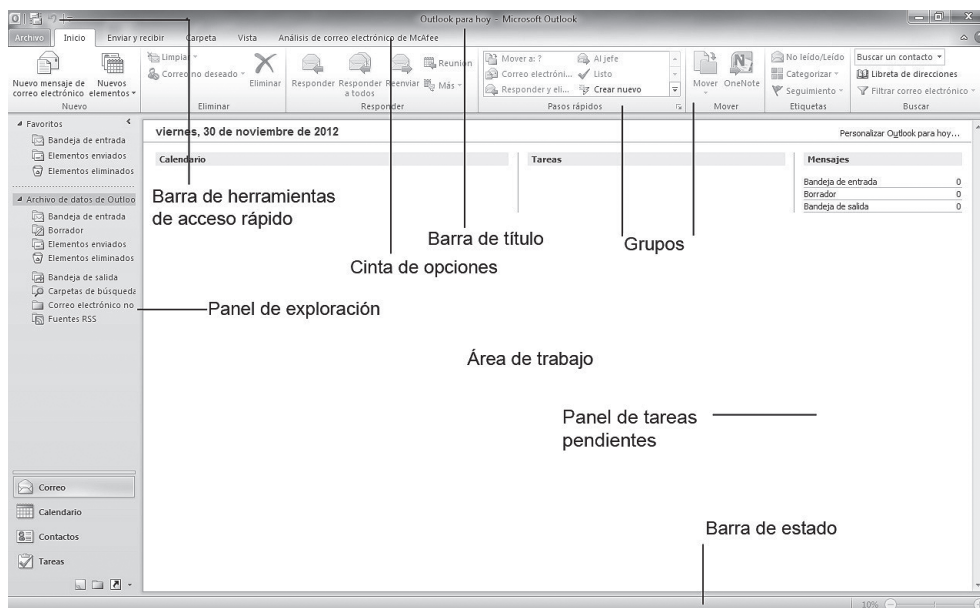 Outlook para hoy - Microsoft Outlook
Archivo Inicio Enviar y recibir Carpeta Vista Análisis de correo electrónico de McAfee
Nuevo mensaje de correo electrónico
Nuevos elementos
Nuevo
Limpiar
Correo no deseado
Eliminar
Eliminar
Responder
Responder a todos
Reenviar
Reunión
Más
Responder
Mover a: ?
Correo electróni...
Responder y eli...
Al jefe
Listo
Crear nuevo
Pasos rápidos
Mover
OneNote
Mover
No leído/Leído
Categorizar
Seguimiento
Etiquetas
Buscar un contacto
Libreta de direcciones
Filtrar correo electrónico
Buscar
Favoritos
Bandeja de entrada
Elementos enviados
Elementos eliminados
Archivo de datos de Outloo
Bandeja de entrada
Borrador
Elementos enviados
Elementos eliminados
Bandeja de salida
Carpetas de búsqueda
Correo electrónico no
Fuentes RSS
Correo
Calendario
Contactos
Tareas
viernes, 30 de noviembre de 2012
Personalizar Outlook para hoy...
Calendario
Tareas
Mensajes
Bandeja de entrada 0
Borrador 0
Bandeja de salida 0
Barra de herramientas
de acceso rápido
Barra de título
Grupos
Cinta de opciones
Panel de exploración
Área de trabajo
Panel de tareas
pendientes
Barra de estado
10%